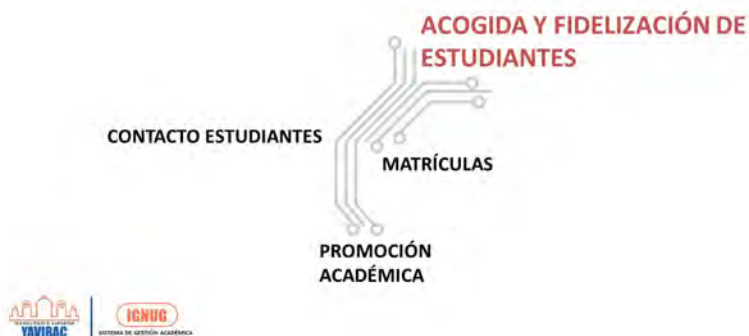 ACOGIDA Y FIDELIZACIÓN DE
ESTUDIANTES
CONTACTO ESTUDIANTES
MATRÍCULAS
PROMOCIÓN
ACADÉMICA
YAVIRAC
IGNUG
SISTEMA DE GESTIÓN ACADÉMICA